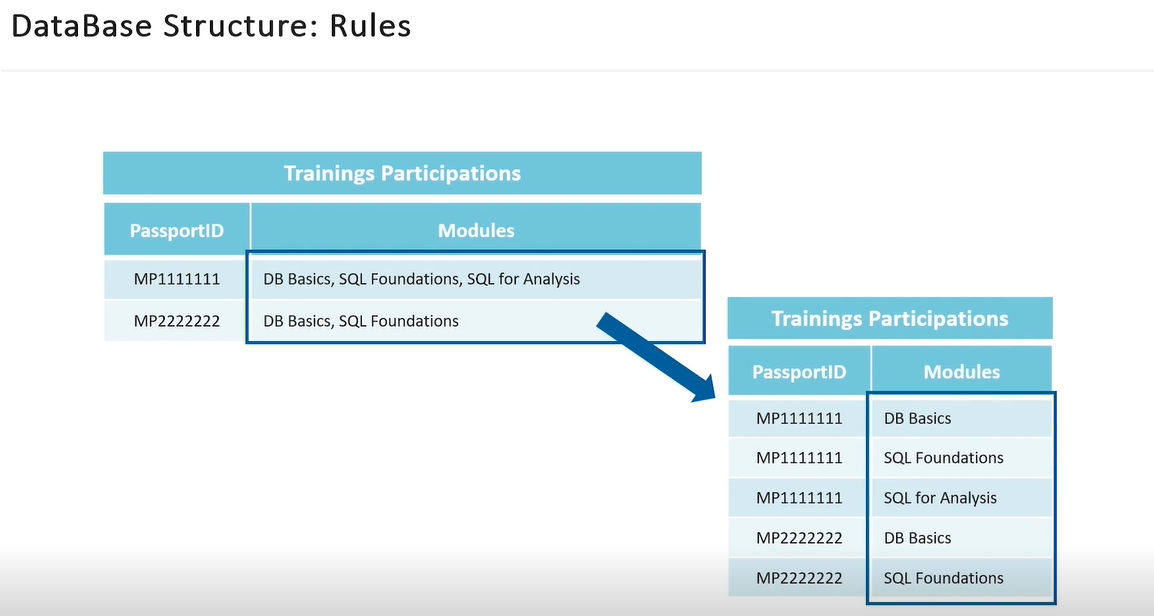 DataBase Structure: Rules
Trainings Participations
PassportID Modules
MP1111111 DB Basics, SQL Foundations, SQL for Analysis
MP2222222 DB Basics, SQL Foundations
Trainings Participations
PassportID Modules
MP1111111 DB Basics
MP1111111 SQL Foundations
MP1111111 SQL for Analysis
MP2222222 DB Basics
MP2222222 SQL Foundations